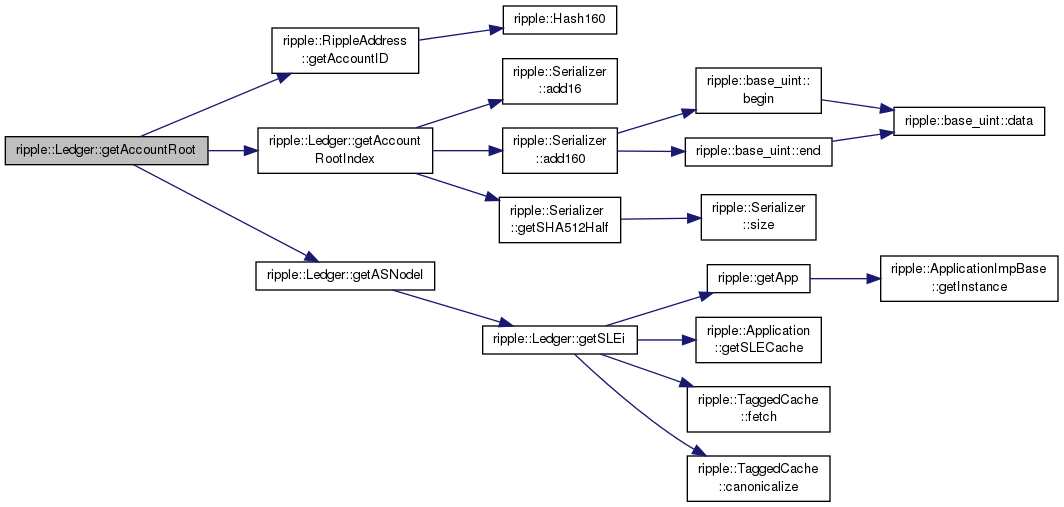 ripple::Ledger::getAccountRoot
ripple::RippleAddress
::getAccountID
ripple::Hash160
ripple::Ledger::getAccount
RootIndex
ripple::Serializer
::add16
ripple::Serializer
::add160
ripple::base_uint::
begin
ripple::base_uint::data
ripple::base_uint::end
ripple::Serializer
::getSHA512Half
ripple::Serializer
::size
ripple::Ledger::getASNodeI
ripple::Ledger::getSLEi
ripple::getApp
ripple::ApplicationImpBase
::getInstance
ripple::Application
::getSLECache
ripple::TaggedCache
::fetch
ripple::TaggedCache
::canonicalize